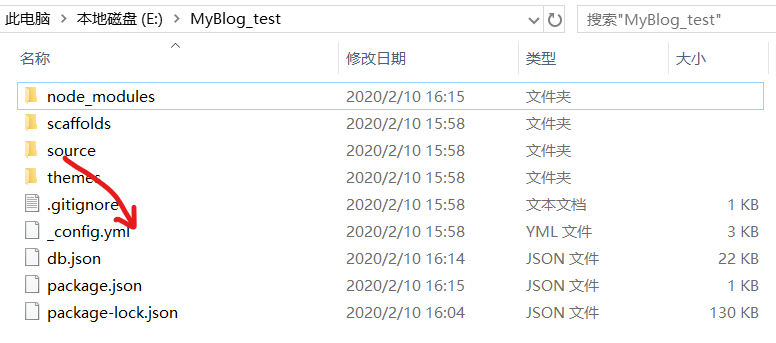 此电脑 > 本地磁盘 (E:) > MyBlog_test 搜索"MyBlog_test"
名称 修改日期 类型 大小
node_modules 2020/2/10 16:15 文件夹
scaffolds 2020/2/10 15:58 文件夹
source 2020/2/10 15:58 文件夹
themes 2020/2/10 15:58 文件夹
.gitignore 2020/2/10 15:58 文本文档 1 KB
_config.yml 2020/2/10 15:58 YML 文件 3 KB
db.json 2020/2/10 16:14 JSON 文件 22 KB
package.json 2020/2/10 16:15 JSON 文件 1 KB
package-lock.json 2020/2/10 16:04 JSON 文件 130 KB